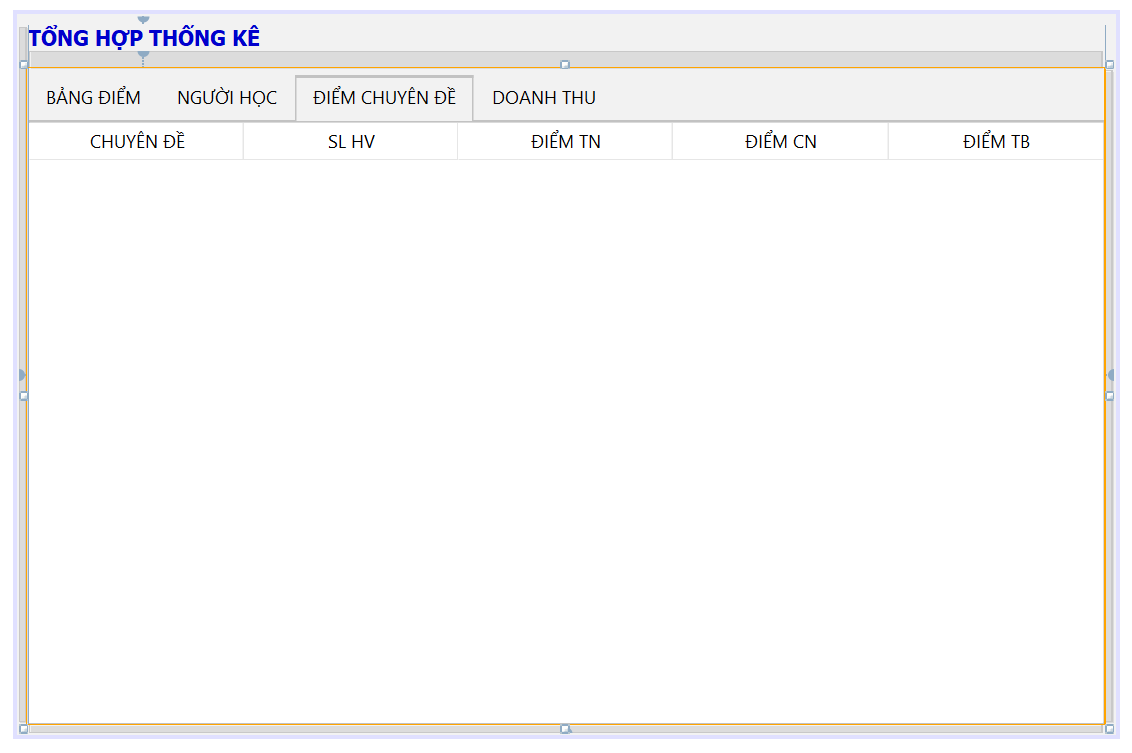 TỔNG HỢP THỐNG KÊ
BẢNG ĐIỂM NGƯỜI HỌC ĐIỂM CHUYÊN ĐỀ DOANH THU
CHUYÊN ĐỀ SL HV ĐIỂM TN ĐIỂM CN ĐIỂM TB